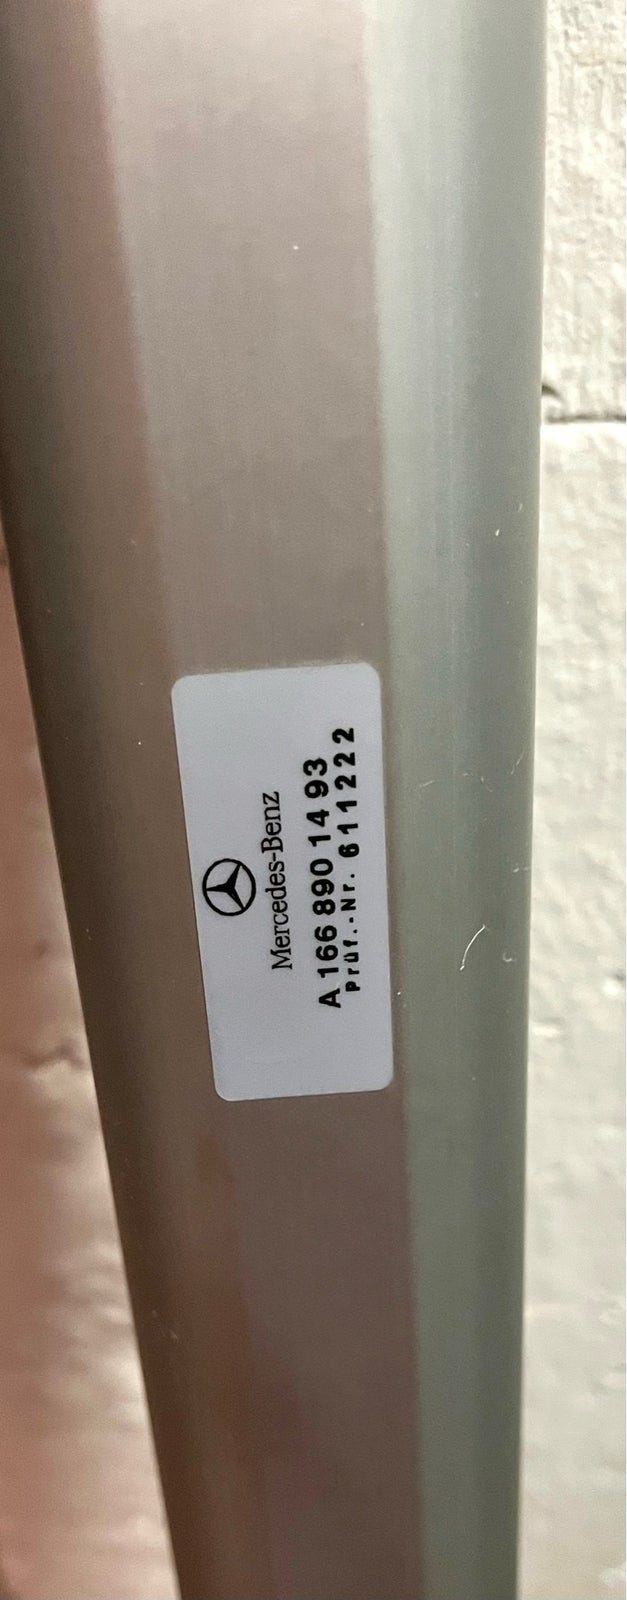 Mercedes-Benz
A 166 890 14 93
Prüf.-Nr. 611222